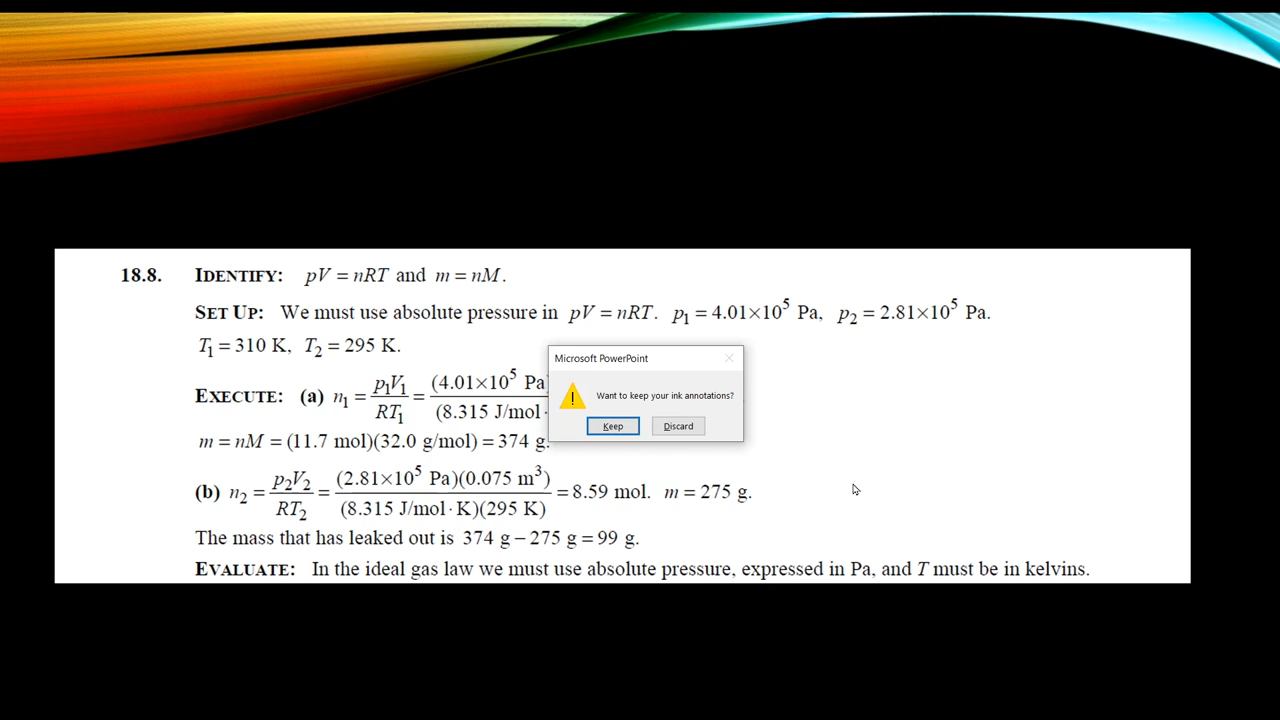 18.8. IDENTIFY: pV = nRT and m = nM.
SET UP: We must use absolute pressure in pV = nRT. p₁ = 4.01×10⁵ Pa, p₂ = 2.81×10⁵ Pa.
T₁ = 310 K, T₂ = 295 K.
Microsoft PowerPoint
Want to keep your ink annotations?
Keep Discard
EXECUTE: (a) n₁ = p₁V₁/RT₁ = (4.01×10⁵ Pa)/(8.315 J/mol ·
m = nM = (11.7 mol)(32.0 g/mol) = 374 g.
(b) n₂ = p₂V₂/RT₂ = (2.81×10⁵ Pa)(0.075 m³)/(8.315 J/mol · K)(295 K) = 8.59 mol. m = 275 g.
The mass that has leaked out is 374 g − 275 g = 99 g.
EVALUATE: In the ideal gas law we must use absolute pressure, expressed in Pa, and T must be in kelvins.